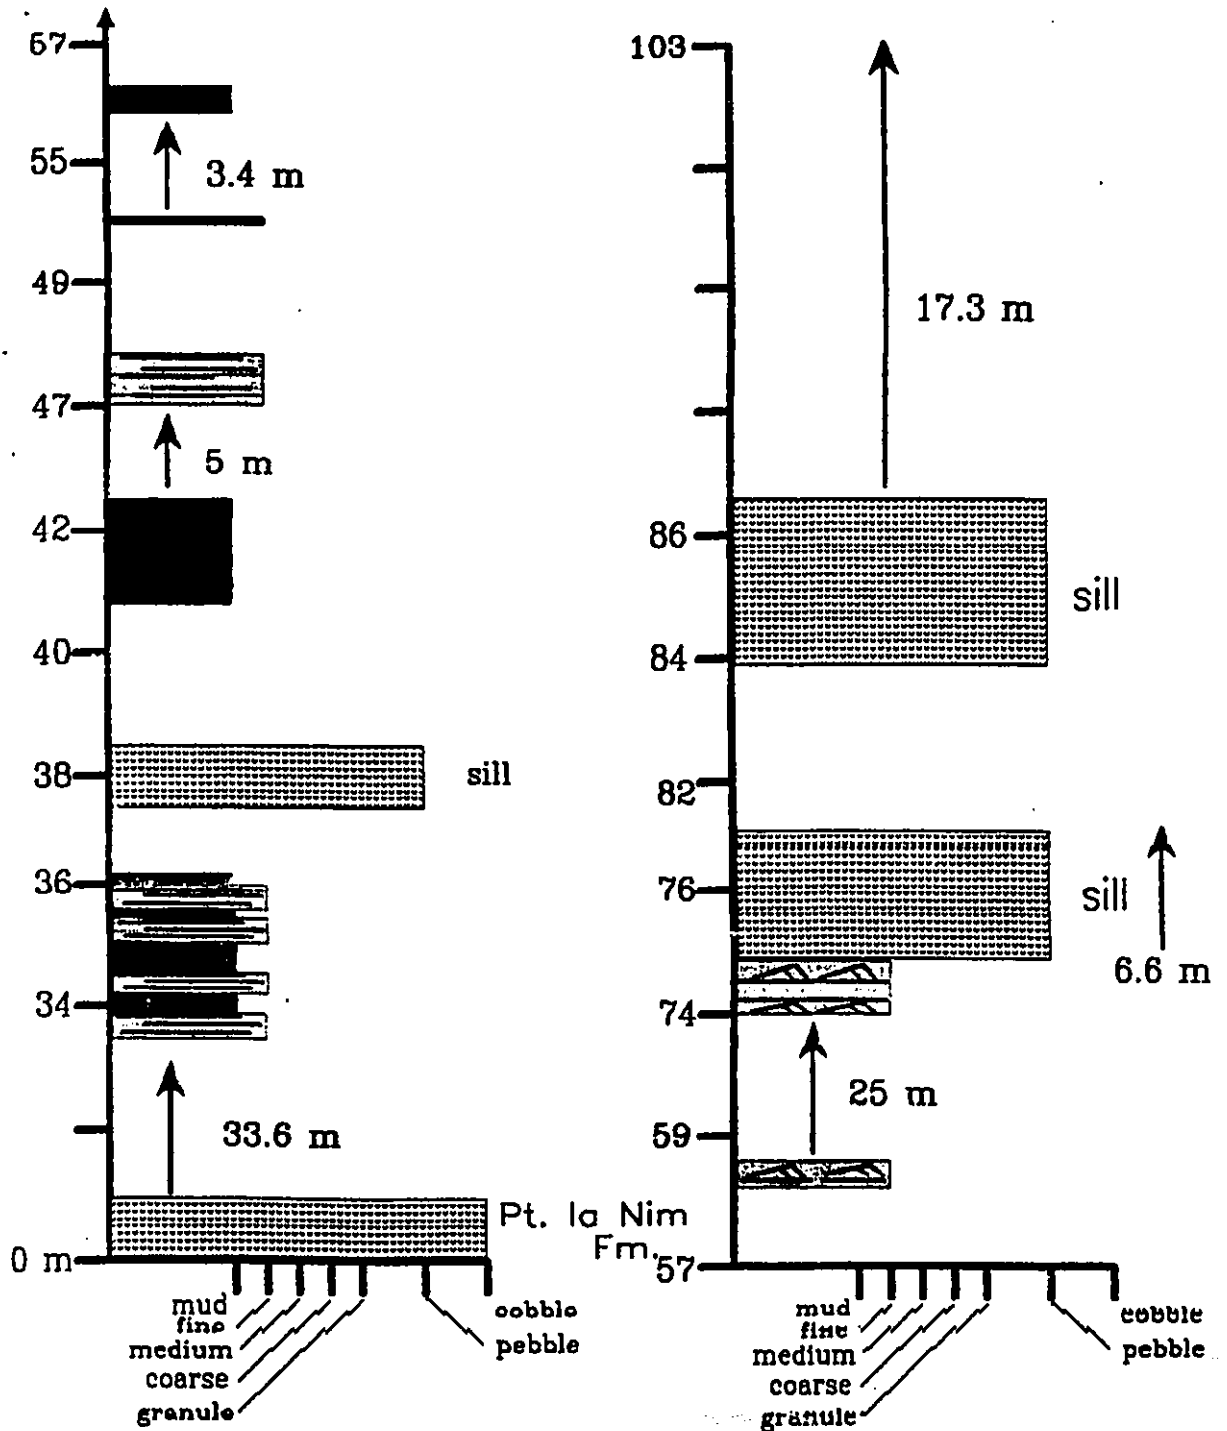 57
55
3.4 m
49
47
5 m
42
40
38
sill
36
34
33.6 m
Pt. la Nim
Fm.
0 m
mud
fine
medium
coarse
granule
cobble
pebble
103
17.3 m
86
sill
84
82
76
sill
6.6 m
74
25 m
59
57
mud
fine
medium
coarse
granule
cobble
pebble